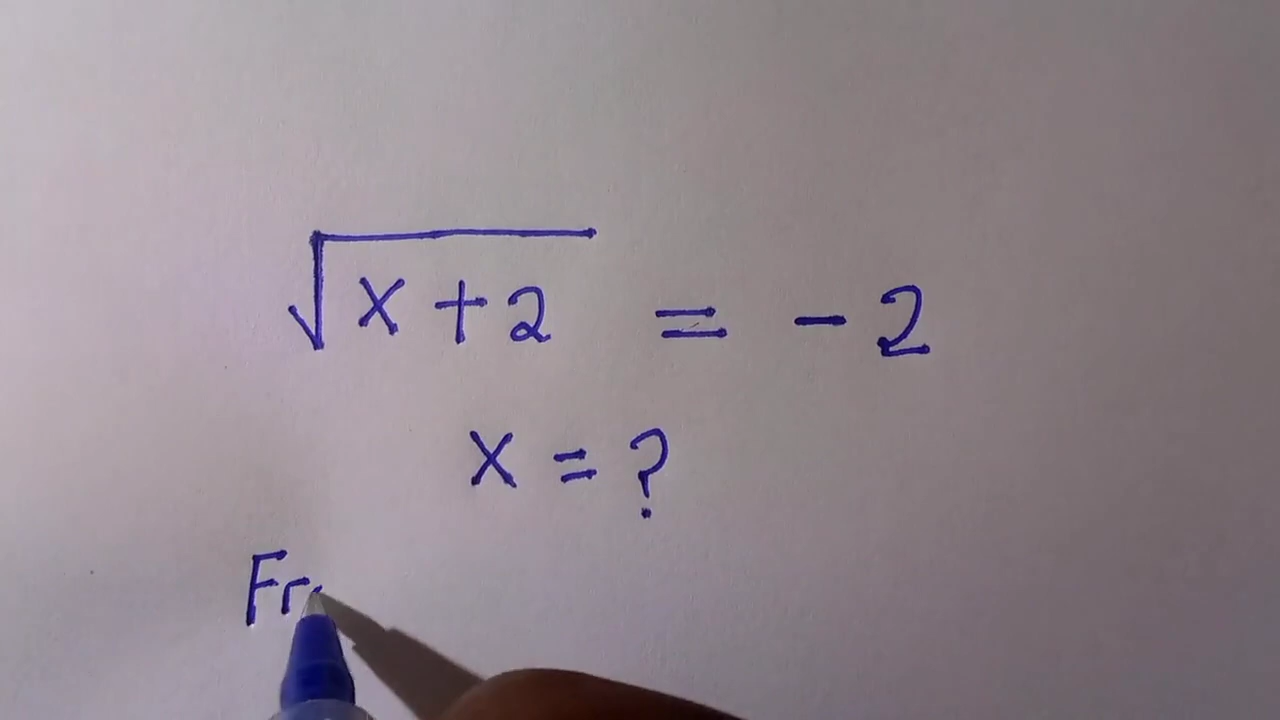 √(x+2) = -2
x = ?
Fr